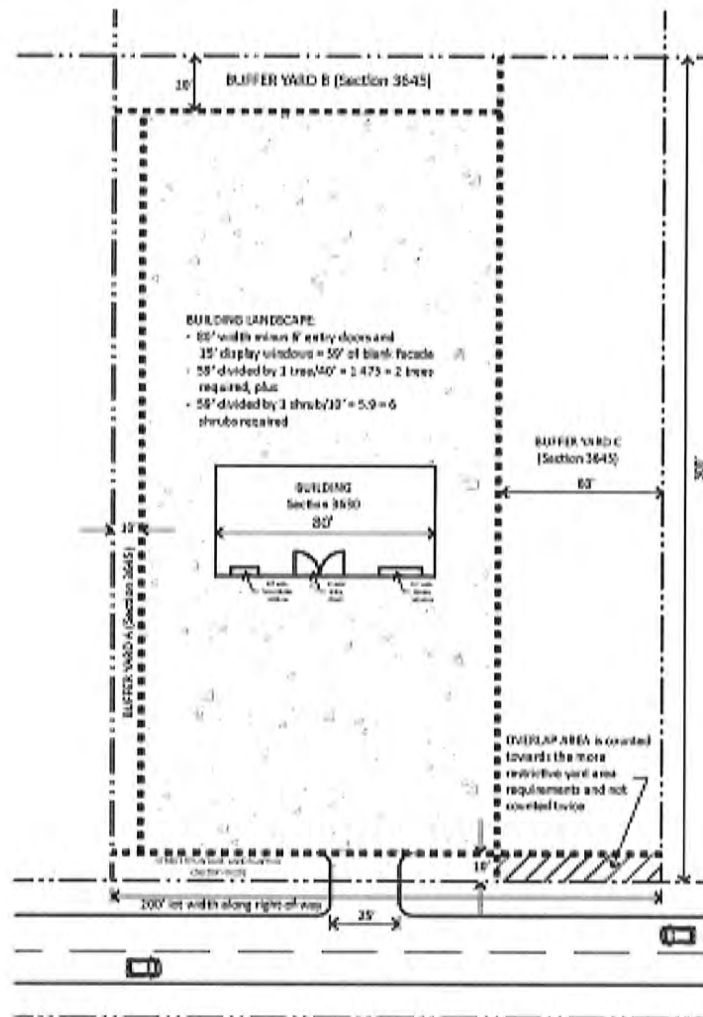 BUFFER YARD B (Section 3645)
BUILDING LANDSCAPE:
- 80' width minus 6' entry doors and
15' display windows = 59' of blank facade
- 59' divided by 1 tree/40' = 1.475 = 2 trees
required, plus
- 59' divided by 1 shrub/10' = 5.9 = 6
shrubs required
BUFFER YARD C
(Section 3645)
60'
300'
BUILDING
Section 3630
80'
10'
BUFFER YARD A (Section 3645)
OVERLAP AREA is counted
towards the more
restrictive yard area
requirements and not
counted twice
10'
200' lot width along right-of-way
25'